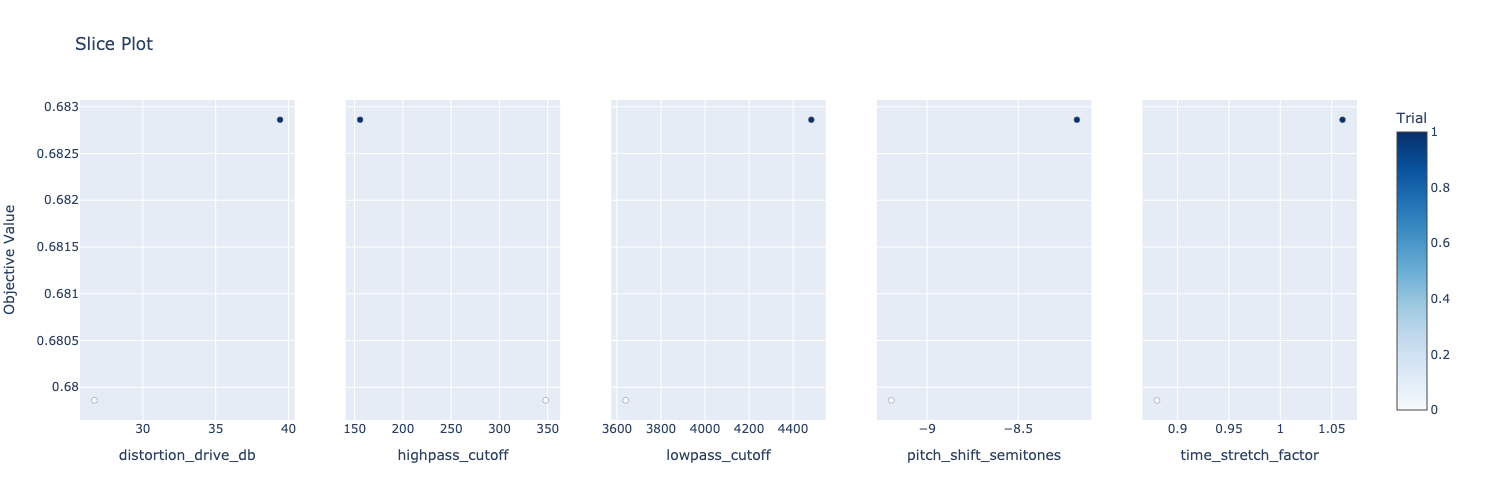 Slice Plot
Objective Value
0.683
0.6825
0.682
0.6815
0.681
0.6805
0.68
30 35 40
distortion_drive_db
150 200 250 300 350
highpass_cutoff
3600 3800 4000 4200 4400
lowpass_cutoff
−9 −8.5
pitch_shift_semitones
0.9 0.95 1 1.05
time_stretch_factor
Trial
1
0.8
0.6
0.4
0.2
0